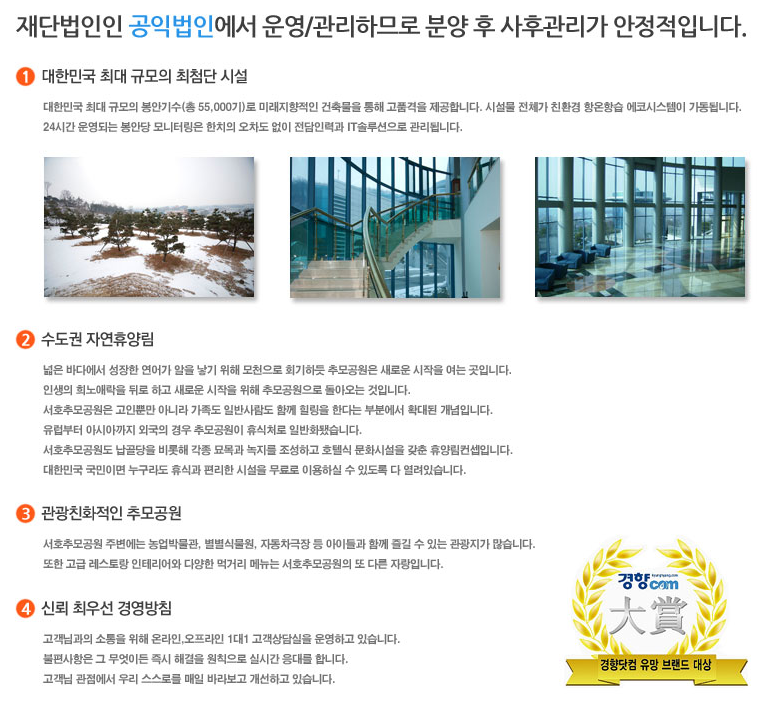 재단법인인 공익법인에서 운영/관리하므로 분양 후 사후관리가 안정적입니다.
1 대한민국 최대 규모의 최첨단 시설
대한민국 최대 규모의 봉안기수(총 55,000기)로 미래지향적인 건축물을 통해 고품격을 제공합니다. 시설물 전체가 친환경 항온항습 에코시스템이 가동됩니다.
24시간 운영되는 봉안당 모니터링은 한치의 오차도 없이 전담인력과 IT솔루션으로 관리됩니다.
2 수도권 자연휴양림
넓은 바다에서 성장한 연어가 알을 낳기 위해 모천으로 회기하듯 추모공원은 새로운 시작을 여는 곳입니다.
인생의 희노애락을 뒤로 하고 새로운 시작을 위해 추모공원으로 돌아오는 것입니다.
서호추모공원은 고인뿐만 아니라 가족도 일반사람도 함께 힐링을 한다는 부분에서 확대된 개념입니다.
유럽부터 아시아까지 외국의 경우 추모공원이 휴식처로 일반화됐습니다.
서호추모공원도 납골당을 비롯해 각종 묘목과 녹지를 조성하고 호텔식 문화시설을 갖춘 휴양림컨셉입니다.
대한민국 국민이면 누구라도 휴식과 편리한 시설을 무료로 이용하실 수 있도록 다 열려있습니다.
3 관광친화적인 추모공원
서호추모공원 주변에는 농업박물관, 별별식물원, 자동차극장 등 아이들과 함께 즐길 수 있는 관광지가 많습니다.
또한 고급 레스토랑 인테리어와 다양한 먹거리 메뉴는 서호추모공원의 또 다른 자랑입니다.
4 신뢰 최우선 경영방침
고객님과의 소통을 위해 온라인,오프라인 1대1 고객상담실을 운영하고 있습니다.
불편사항은 그 무엇이든 즉시 해결을 원칙으로 실시간 응대를 합니다.
고객님 관점에서 우리 스스로를 매일 바라보고 개선하고 있습니다.
경향com
大賞
경향닷컴 유망 브랜드 대상